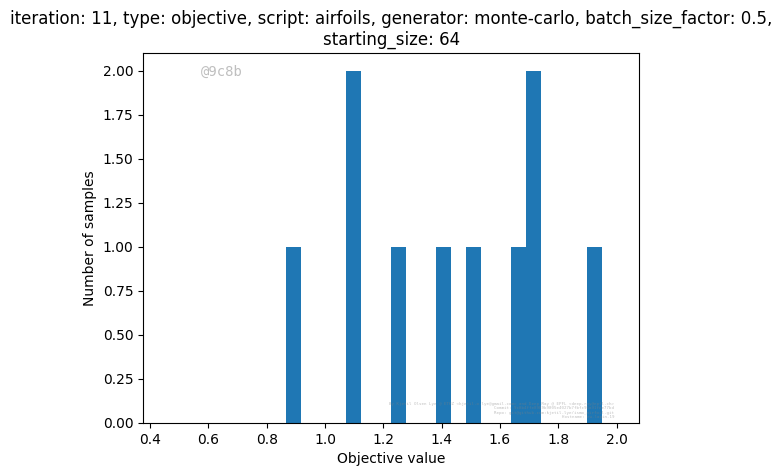 iteration: 11, type: objective, script: airfoils, generator: monte-carlo, batch_size_factor: 0.5,
starting_size: 64
@9c8b
2.00
1.75
1.50
1.25
1.00
0.75
0.50
0.25
0.00
Number of samples
0.4 0.6 0.8 1.0 1.2 1.4 1.6 1.8 2.0
Objective value